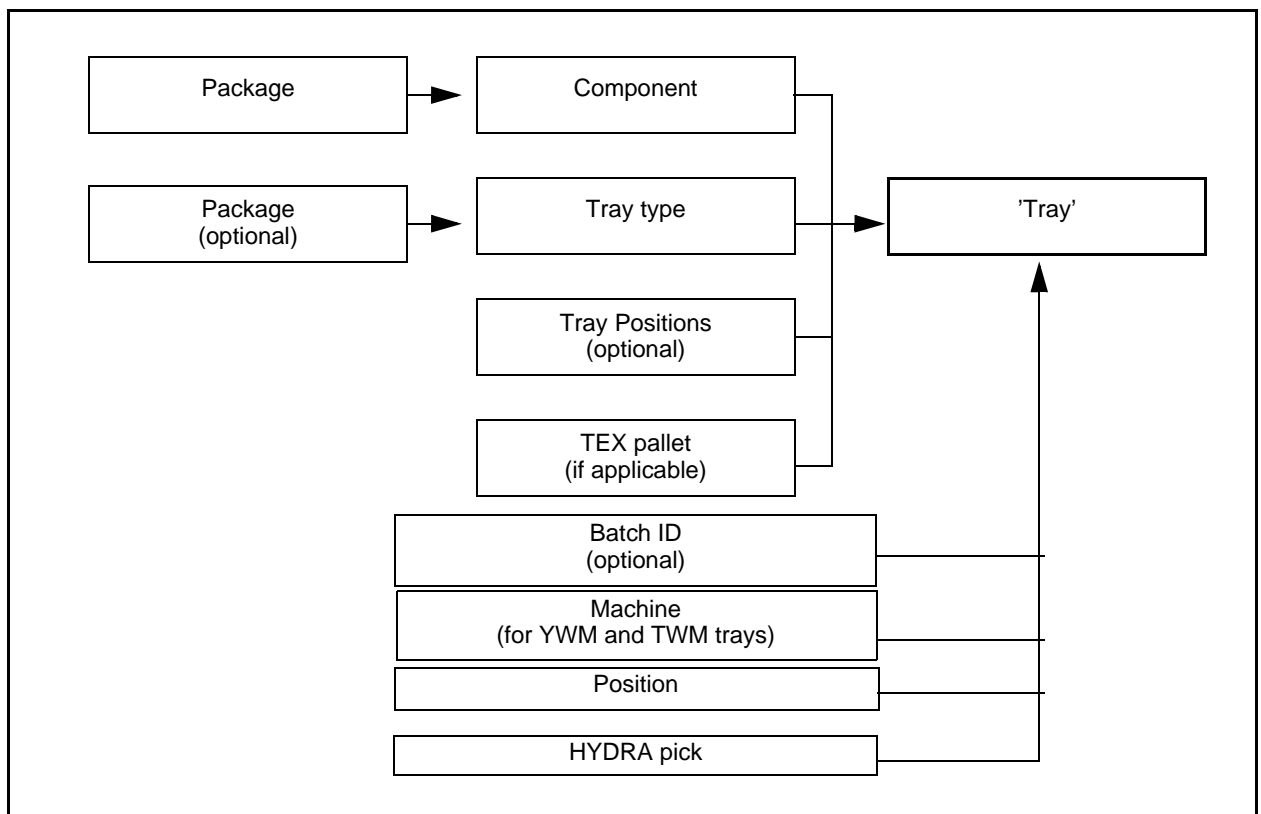 Package
Component
Package
(optional)
Tray type
’Tray’
Tray Positions
(optional)
TEX pallet
(if applicable)
Batch ID
(optional)
Machine
(for YWM and TWM trays)
Position
HYDRA pick